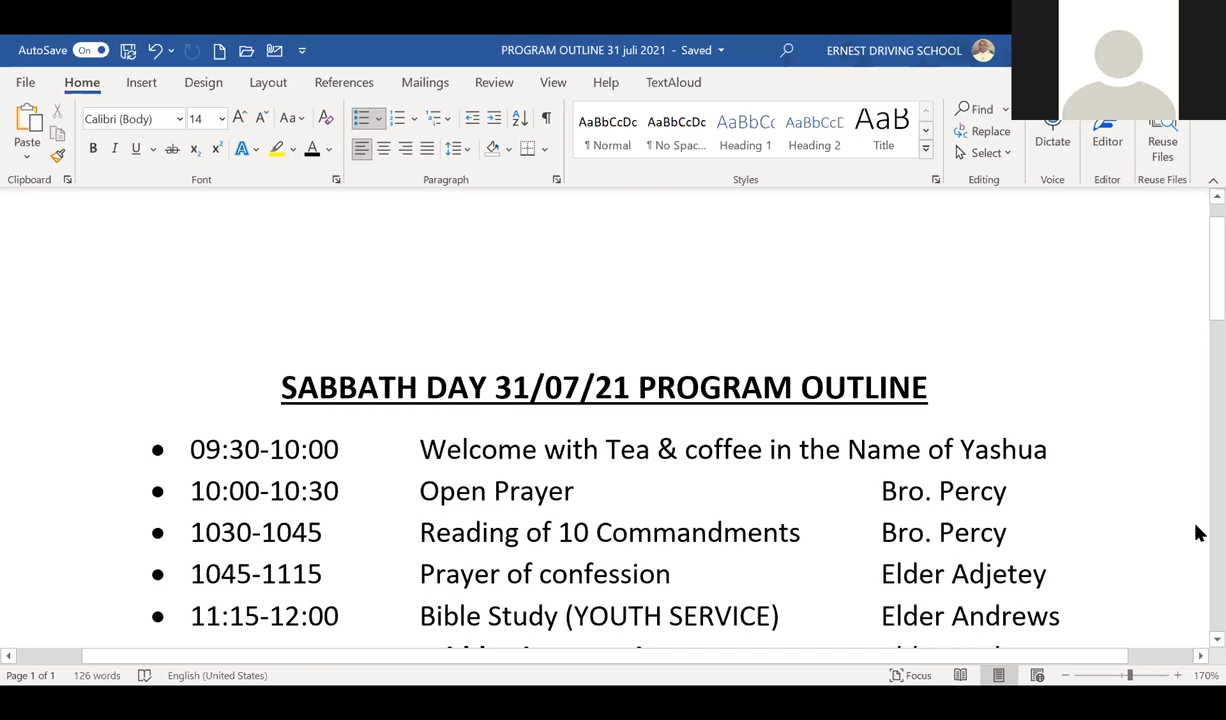 AutoSave On PROGRAM OUTLINE 31 juli 2021 - Saved ERNEST DRIVING SCHOOL
File Home Insert Design Layout References Mailings Review View Help TextAloud
Calibri (Body) 14 Aa
Paste
Clipboard Font Paragraph
AaBbCcDc AaBbCcDc AaBbCc AaBbCcD AaB
¶ Normal ¶ No Spac... Heading 1 Heading 2 Title
Styles
Find
Replace
Select
Editing
Dictate
Voice
Editor
Editor
Reuse
Files
Reuse Files
SABBATH DAY 31/07/21 PROGRAM OUTLINE
• 09:30-10:00 Welcome with Tea & coffee in the Name of Yashua
• 10:00-10:30 Open Prayer Bro. Percy
• 1030-1045 Reading of 10 Commandments Bro. Percy
• 1045-1115 Prayer of confession Elder Adjetey
• 11:15-12:00 Bible Study (YOUTH SERVICE) Elder Andrews
Page 1 of 1 126 words English (United States) Focus 170%